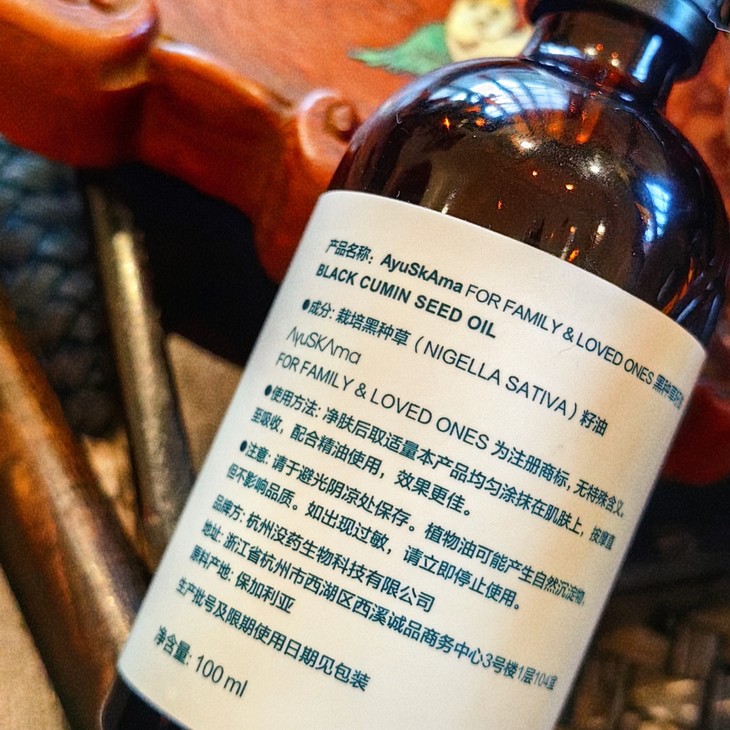 产品名称：AyuSkAma FOR FAMILY & LOVED ONES 黑种草籽油
BLACK CUMIN SEED OIL
●成分: 栽培黑种草（NIGELLA SATIVA）籽油
AyuSKAma
FOR FAMILY & LOVED ONES 为注册商标，无特殊含义。
●使用方法: 净肤后取适量本产品均匀涂抹在肌肤上，按摩直
至吸收，配合精油使用，效果更佳。
●注意: 请于避光阴凉处保存。植物油可能产生自然沉淀物，
但不影响品质。如出现过敏，请立即停止使用。
品牌方: 杭州没药生物科技有限公司
地址: 浙江省杭州市西湖区西溪诚品商务中心3号楼1层104室
原料产地: 保加利亚
生产批号及限期使用日期见包装
净含量: 100 ml